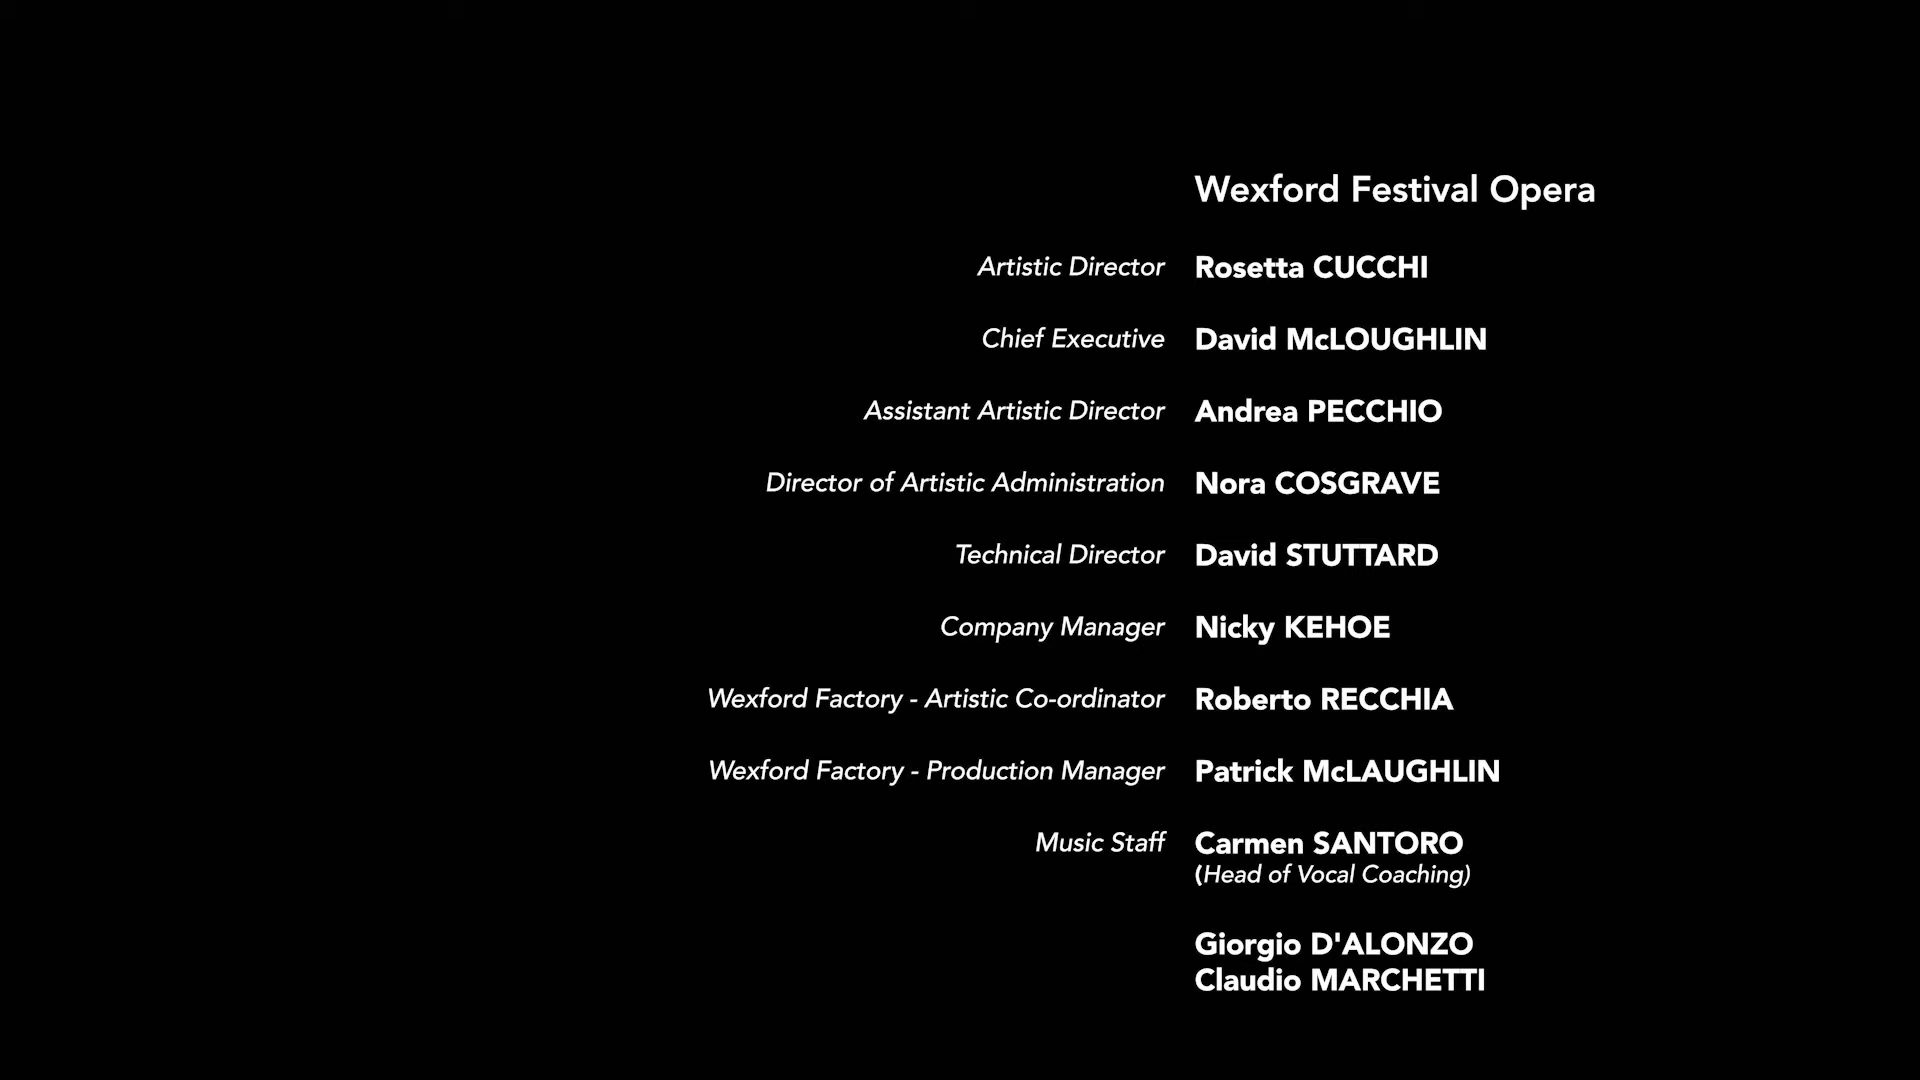 Wexford Festival Opera
Artistic Director Rosetta CUCCHI
Chief Executive David McLOUGHLIN
Assistant Artistic Director Andrea PECCHIO
Director of Artistic Administration Nora COSGRAVE
Technical Director David STUTTARD
Company Manager Nicky KEHOE
Wexford Factory - Artistic Co-ordinator Roberto RECCHIA
Wexford Factory - Production Manager Patrick McLAUGHLIN
Music Staff Carmen SANTORO
(Head of Vocal Coaching)
Giorgio D'ALONZO
Claudio MARCHETTI